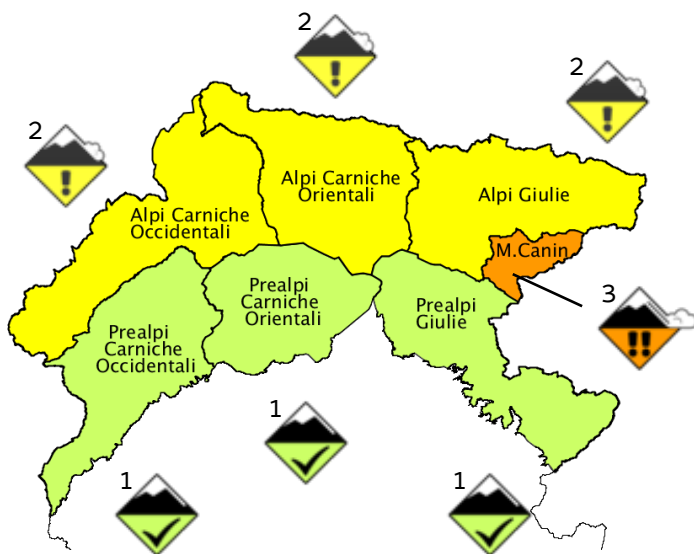 2
2
2
Alpi Carniche
Orientali
Alpi Giulie
Alpi Carniche
Occidentali
M.Canin
Prealpi
Carniche
Orientali
3
Prealpi
Giulie
Prealpi
Carniche
Occidentali
1
1
1